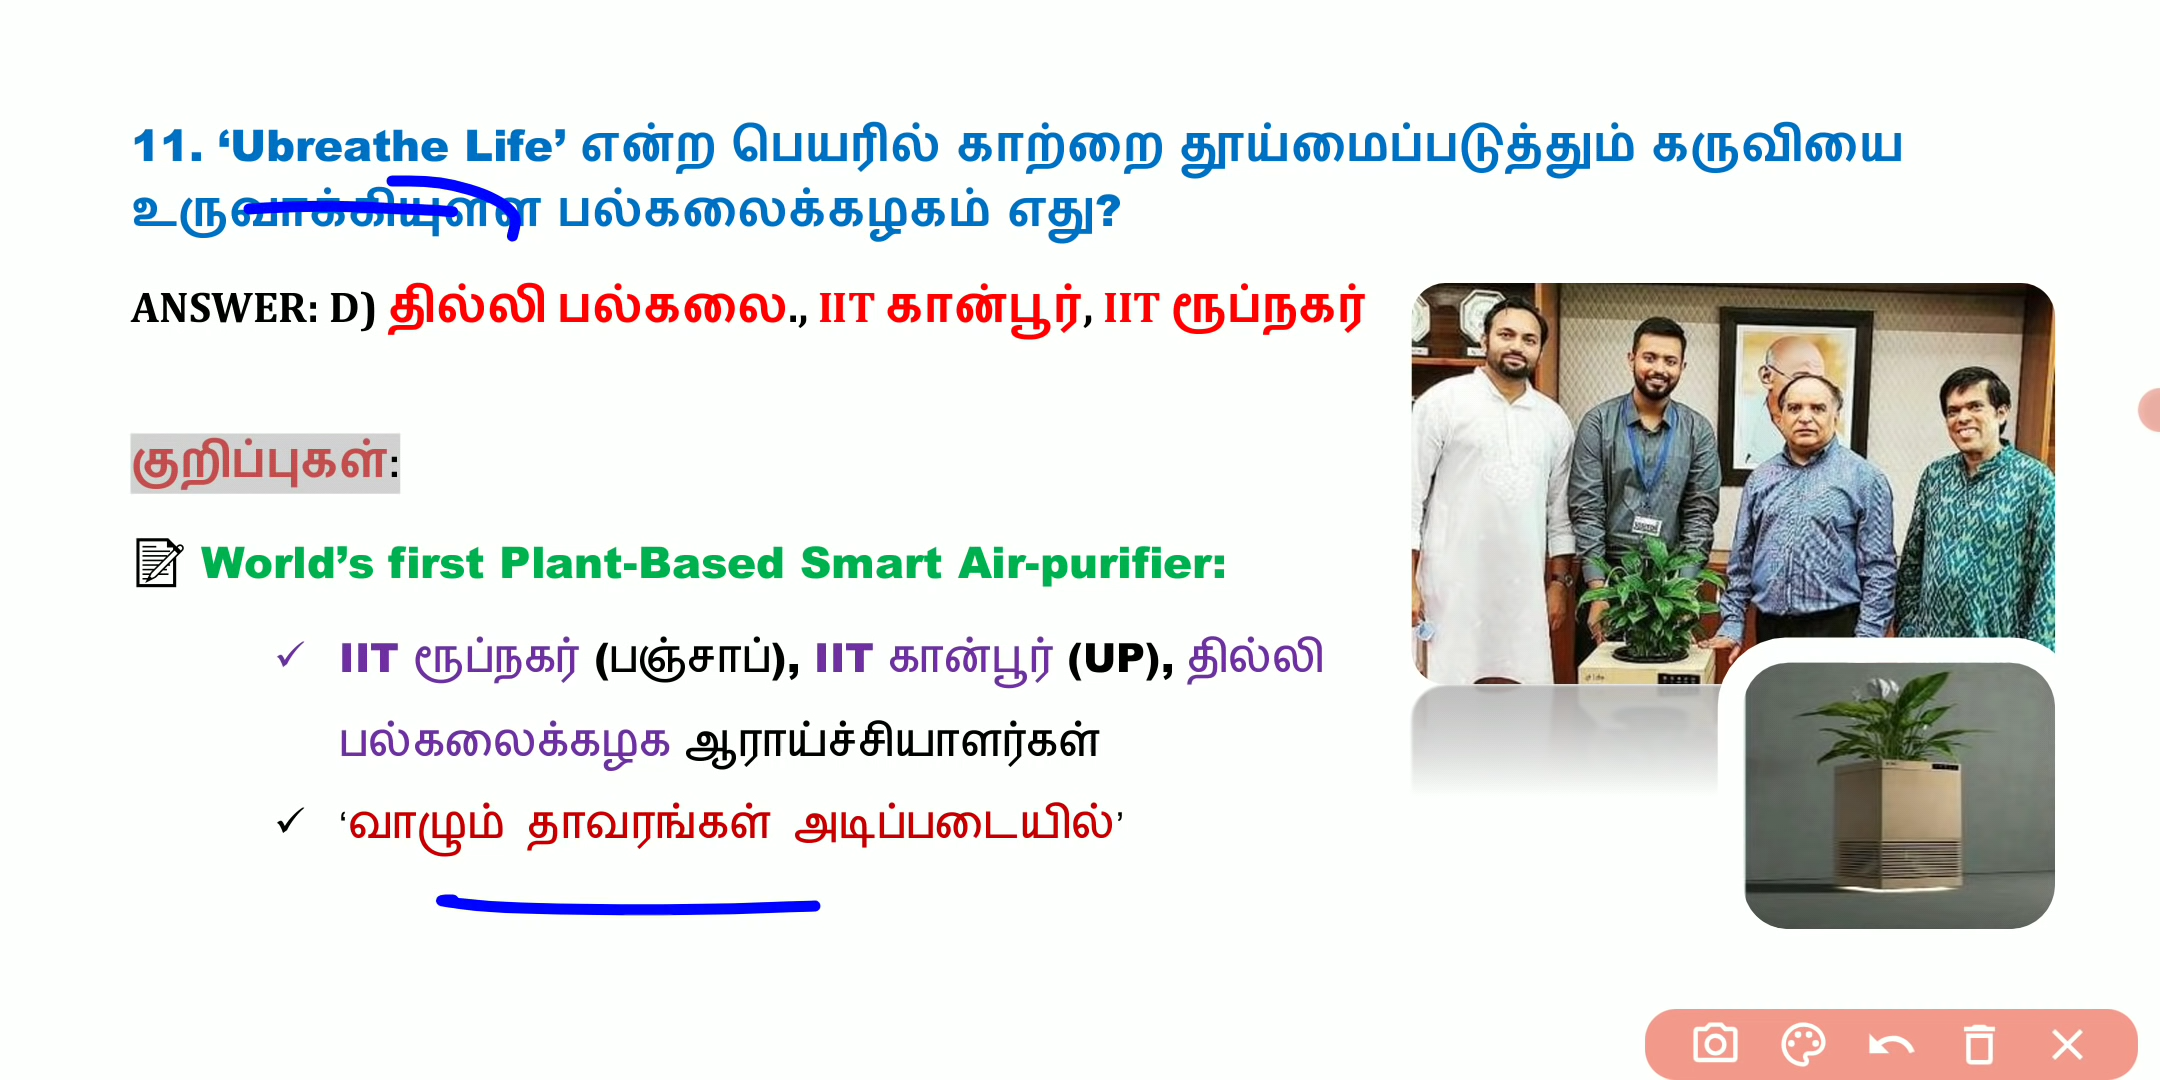 11. ‘Ubreathe Life’ என்ற பெயரில் காற்றை தூய்மைப்படுத்தும் கருவியை
உருவாக்கியுள்ள பல்கலைக்கழகம் எது?
ANSWER: D) தில்லி பல்கலை., IIT கான்பூர், IIT ரூப்நகர்
குறிப்புகள்:
World’s first Plant-Based Smart Air-purifier:
✓ IIT ரூப்நகர் (பஞ்சாப்), IIT கான்பூர் (UP), தில்லி
பல்கலைக்கழக ஆராய்ச்சியாளர்கள்
✓ ‘வாழும் தாவரங்கள் அடிப்படையில்’